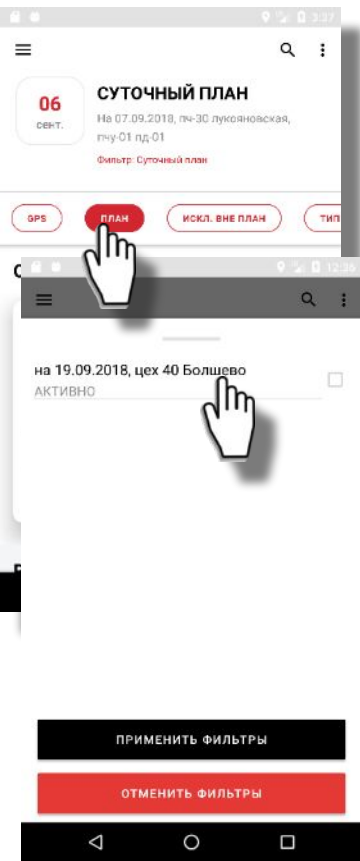 3:37
06
сент.
СУТОЧНЫЙ ПЛАН
На 07.09.2018, пч-30 лукояновская,
пчу-01 пд-01
Фильтр: Суточный план
GPS
ПЛАН
ИСКЛ. ВНЕ ПЛАН
ТИП
12:36
на 19.09.2018, цех 40 Болшево
АКТИВНО
ПРИМЕНИТЬ ФИЛЬТРЫ
ОТМЕНИТЬ ФИЛЬТРЫ